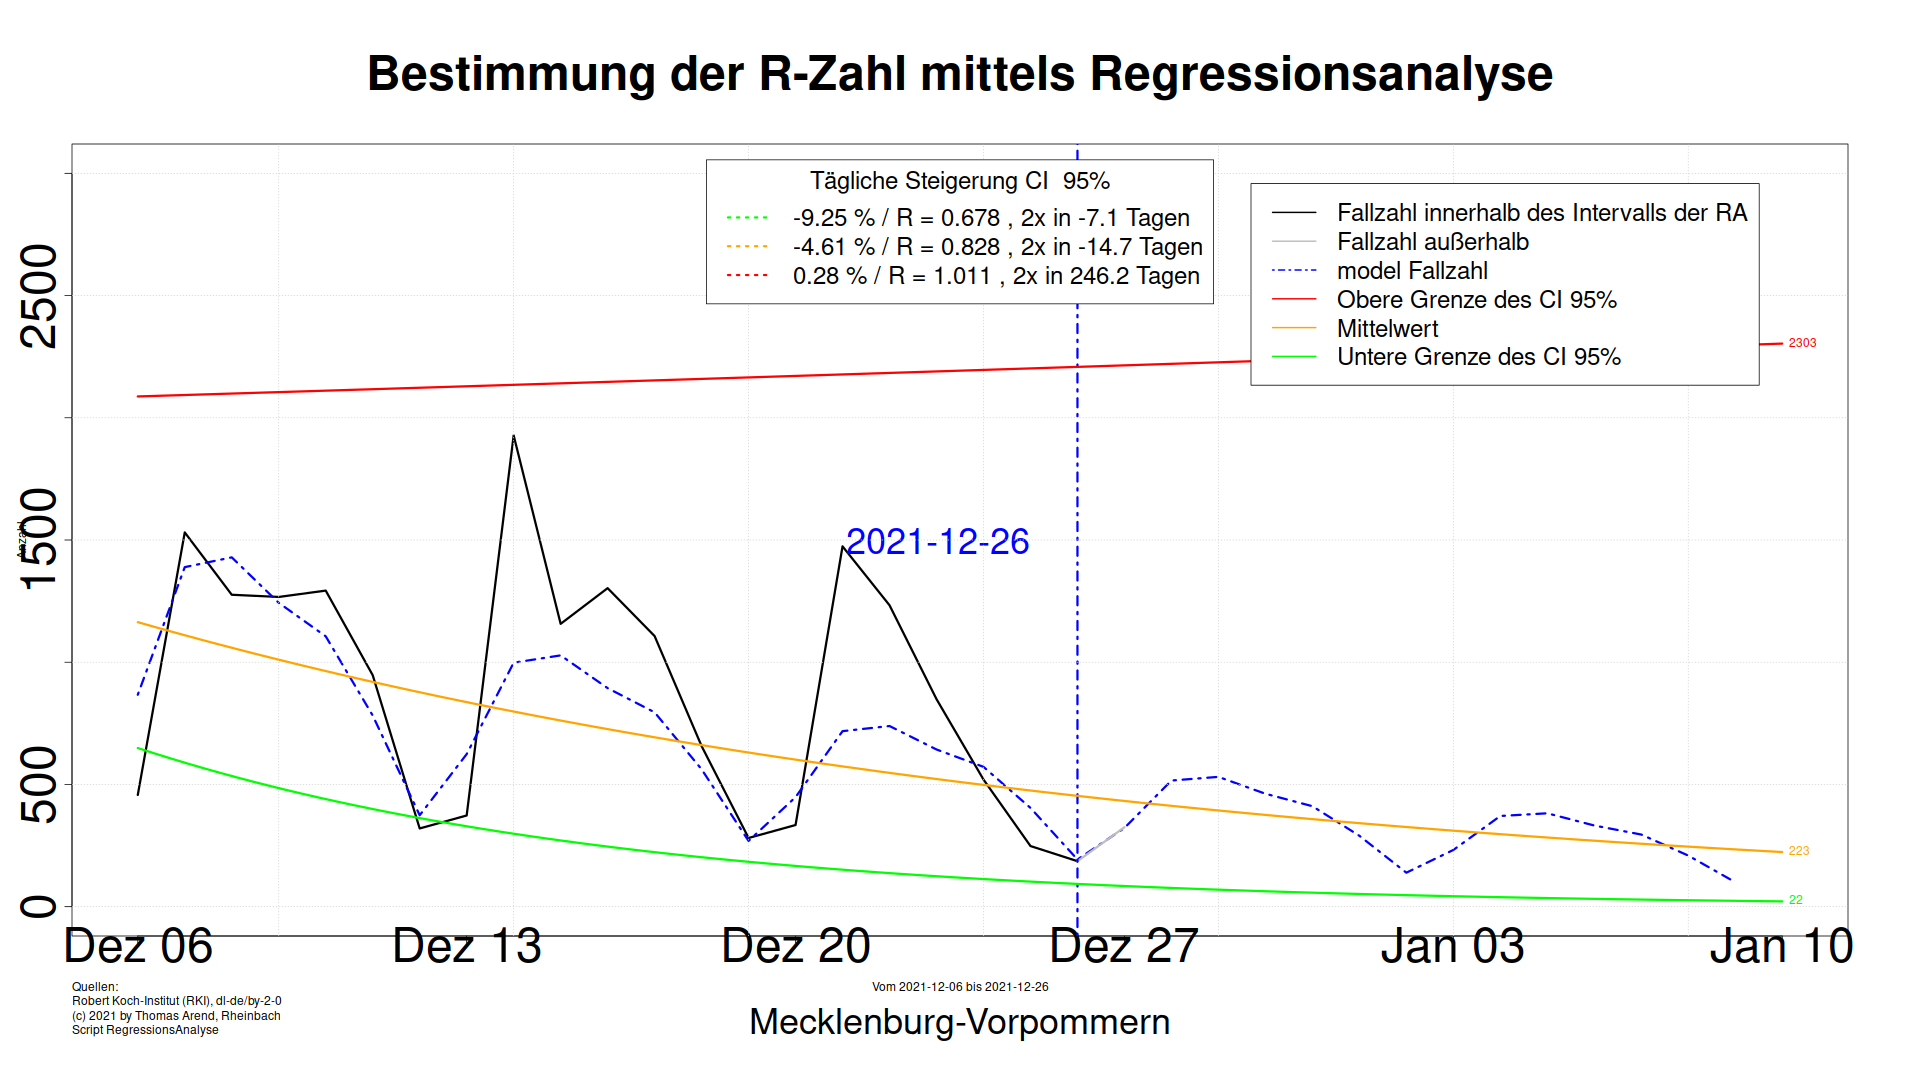 Bestimmung der R-Zahl mittels Regressionsanalyse
Tägliche Steigerung CI 95%
-9.25 % / R = 0.678 , 2x in -7.1 Tagen
-4.61 % / R = 0.828 , 2x in -14.7 Tagen
0.28 % / R = 1.011 , 2x in 246.2 Tagen
Fallzahl innerhalb des Intervalls der RA
Fallzahl außerhalb
model Fallzahl
Obere Grenze des CI 95%
Mittelwert
Untere Grenze des CI 95%
2500
1500
500
0
Anzahl
2303
2021-12-26
223
22
Dez 06
Dez 13
Dez 20
Dez 27
Jan 03
Jan 10
Quellen:
Robert Koch-Institut (RKI), dl-de/by-2-0
(c) 2021 by Thomas Arend, Rheinbach
Script RegressionsAnalyse
Vom 2021-12-06 bis 2021-12-26
Mecklenburg-Vorpommern